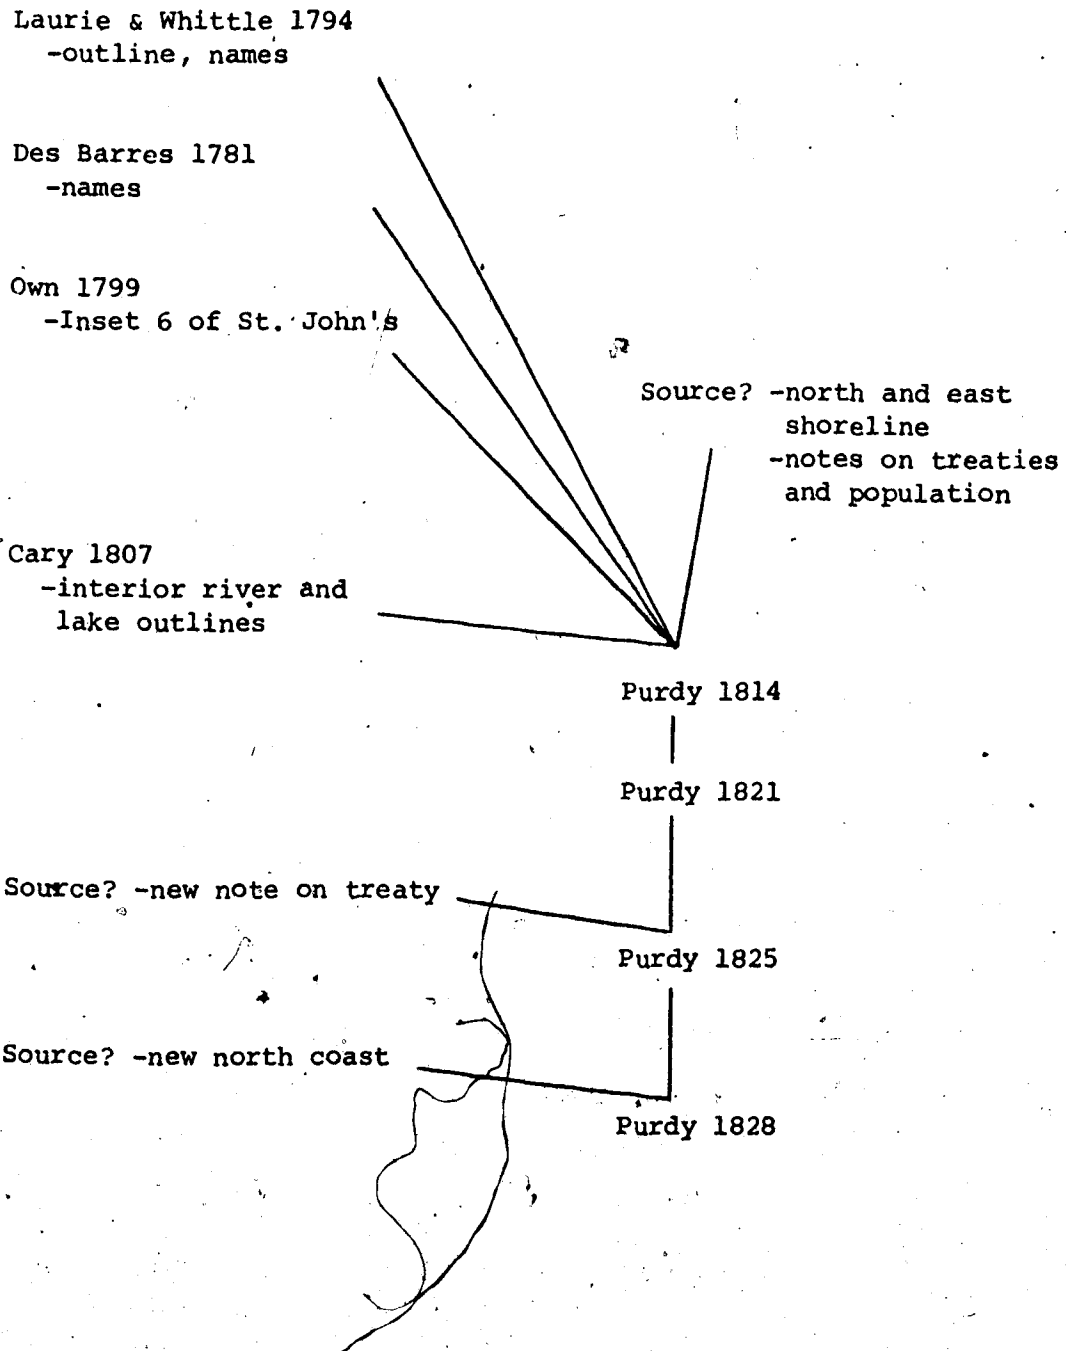 Laurie & Whittle 1794
-outline, names
Des Barres 1781
-names
Own 1799
-Inset 6 of St. John's
Source? -north and east
shoreline
-notes on treaties
and population
Cary 1807
-interior river and
lake outlines
Purdy 1814
Purdy 1821
Source? -new note on treaty
Purdy 1825
Source? -new north coast
Purdy 1828